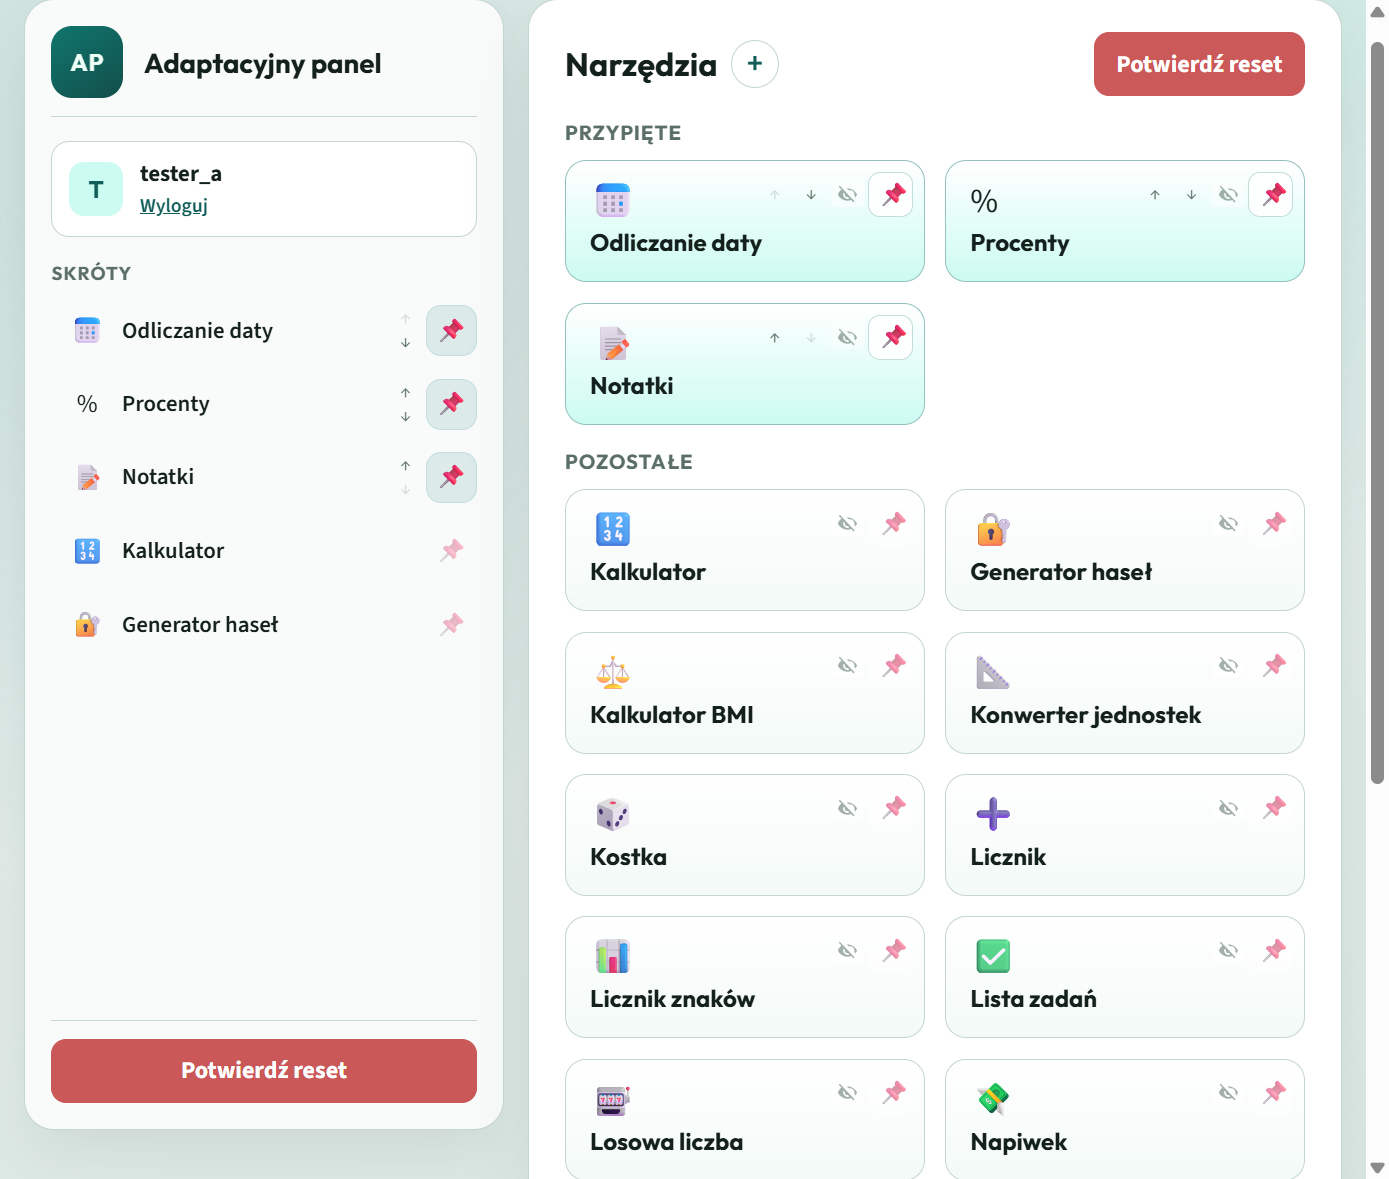 AP
Adaptacyjny panel
T
tester_a
Wyloguj
SKRÓTY
Odliczanie daty
% Procenty
Notatki
Kalkulator
Generator haseł
Potwierdź reset
Narzędzia +
Potwierdź reset
PRZYPIĘTE
Odliczanie daty
%
Procenty
Notatki
POZOSTAŁE
Kalkulator
Generator haseł
Kalkulator BMI
Konwerter jednostek
Kostka
Licznik
Licznik znaków
Lista zadań
Losowa liczba
Napiwek